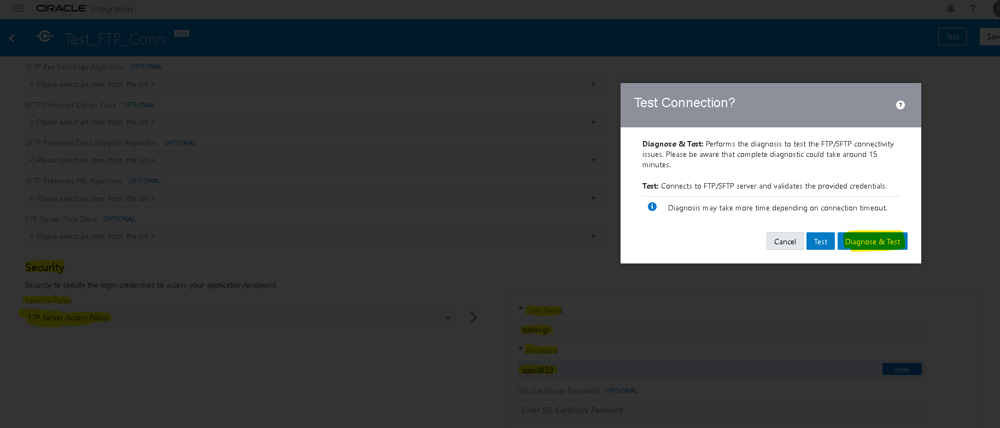 ORACLE Integration
?
Test_FTP_Conn Draft
Test
Save
SFTP Key Exchange Algorithm OPTIONAL
< Please select an item from the list >
SFTP Preferred Cipher Suite OPTIONAL
< Please select an item from the list >
SFTP Preferred Data Integrity Algorithm OPTIONAL
< Please select an item from the list >
SFTP Preferred PKI Algorithm OPTIONAL
< Please select an item from the list >
FTP Server Time Zone OPTIONAL
< Please select an item from the list >
Security
Security to specify the login credentials to access your application/endpoint.
Security Policy
FTP Server Access Policy
* User Name
applmgr
* Password
apps@23
hide
SSL Certificate Password OPTIONAL
Enter SSL Certificate Password
Test Connection?
?
Diagnose & Test: Performs the diagnosis to test the FTP/SFTP connectivity
issues. Please be aware that complete diagnostic could take around 15
minutes.
Test: Connects to FTP/SFTP server and validates the provided credentials.
Diagnosis may take more time depending on connection timeout.
Cancel
Test
Diagnose & Test